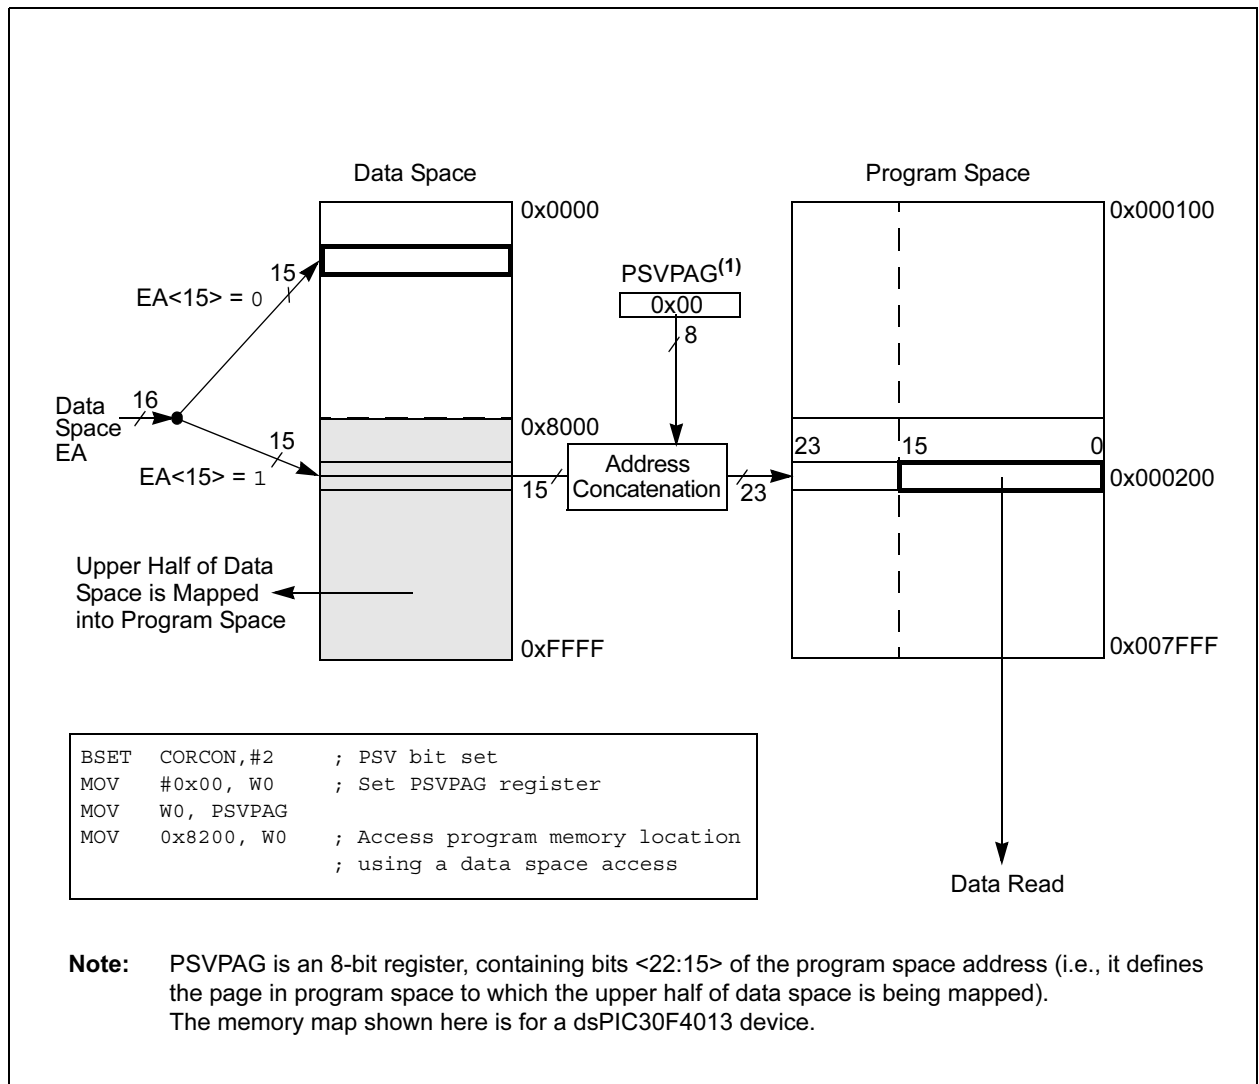 Data Space
Program Space
0x0000
0x000100
15
EA<15> = 0
PSVPAG(1)
0x00
8
Data
Space
EA
16
0x8000
15
EA<15> = 1
15
Address
Concatenation
23
23
15
0
0x000200
Upper Half of Data
Space is Mapped
into Program Space
0xFFFF
0x007FFF
BSET CORCON,#2 ; PSV bit set
MOV #0x00, W0 ; Set PSVPAG register
MOV W0, PSVPAG
MOV 0x8200, W0 ; Access program memory location
; using a data space access
Data Read
Note: PSVPAG is an 8-bit register, containing bits <22:15> of the program space address (i.e., it defines
the page in program space to which the upper half of data space is being mapped).
The memory map shown here is for a dsPIC30F4013 device.